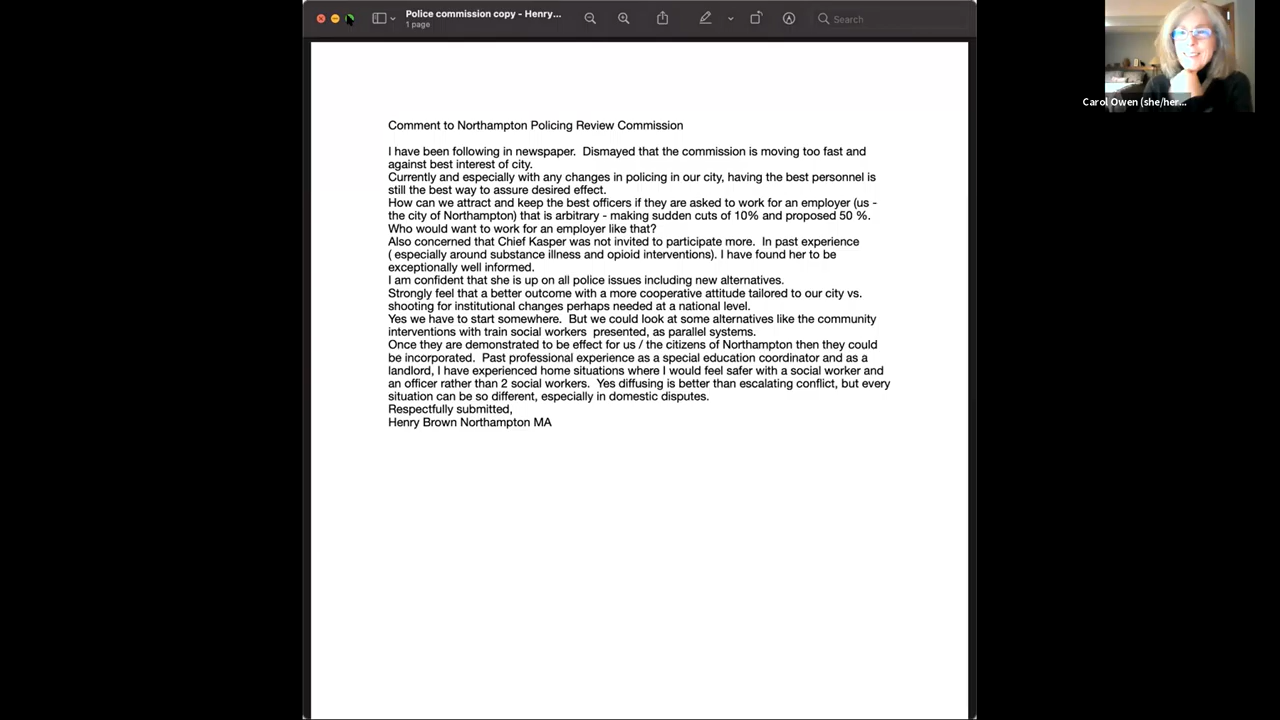 Police commission copy - Henry...
1 page
Search
Carol Owen (she/her...
Comment to Northampton Policing Review Commission
I have been following in newspaper.  Dismayed that the commission is moving too fast and
against best interest of city.
Currently and especially with any changes in policing in our city, having the best personnel is
still the best way to assure desired effect.
How can we attract and keep the best officers if they are asked to work for an employer (us -
the city of Northampton) that is arbitrary - making sudden cuts of 10% and proposed 50 %.
Who would want to work for an employer like that?
Also concerned that Chief Kasper was not invited to participate more.  In past experience
( especially around substance illness and opioid interventions). I have found her to be
exceptionally well informed.
I am confident that she is up on all police issues including new alternatives.
Strongly feel that a better outcome with a more cooperative attitude tailored to our city vs.
shooting for institutional changes perhaps needed at a national level.
Yes we have to start somewhere.  But we could look at some alternatives like the community
interventions with train social workers  presented, as parallel systems.
Once they are demonstrated to be effect for us / the citizens of Northampton then they could
be incorporated.  Past professional experience as a special education coordinator and as a
landlord, I have experienced home situations where I would feel safer with a social worker and
an officer rather than 2 social workers.  Yes diffusing is better than escalating conflict, but every
situation can be so different, especially in domestic disputes.
Respectfully submitted,
Henry Brown Northampton MA